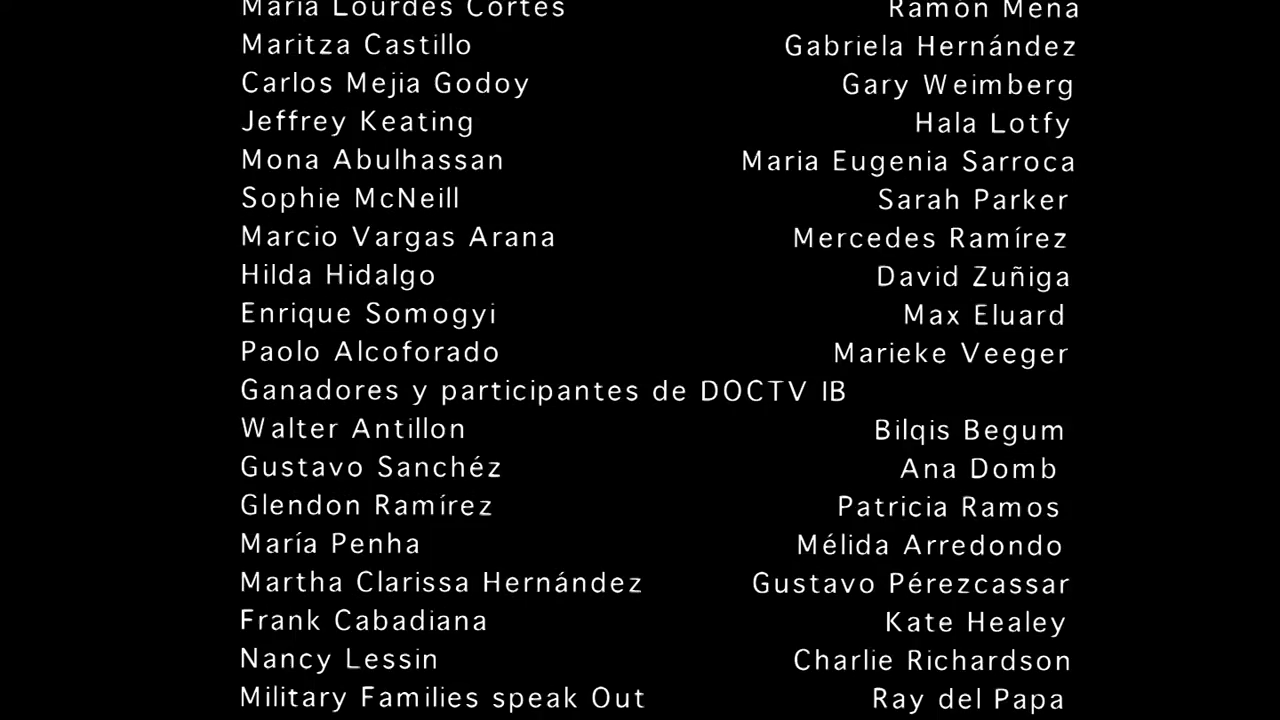 Maria Lourdes Cortés Ramón Mena
Maritza Castillo Gabriela Hernández
Carlos Mejia Godoy Gary Weimberg
Jeffrey Keating Hala Lotfy
Mona Abulhassan Maria Eugenia Sarroca
Sophie McNeill Sarah Parker
Marcio Vargas Arana Mercedes Ramírez
Hilda Hidalgo David Zuñiga
Enrique Somogyi Max Eluard
Paolo Alcoforado Marieke Veeger
Ganadores y participantes de DOCTV IB
Walter Antillon Bilqis Begum
Gustavo Sanchéz Ana Domb
Glendon Ramírez Patricia Ramos
María Penha Mélida Arredondo
Martha Clarissa Hernández Gustavo Pérezcassar
Frank Cabadiana Kate Healey
Nancy Lessin Charlie Richardson
Military Families speak Out Ray del Papa